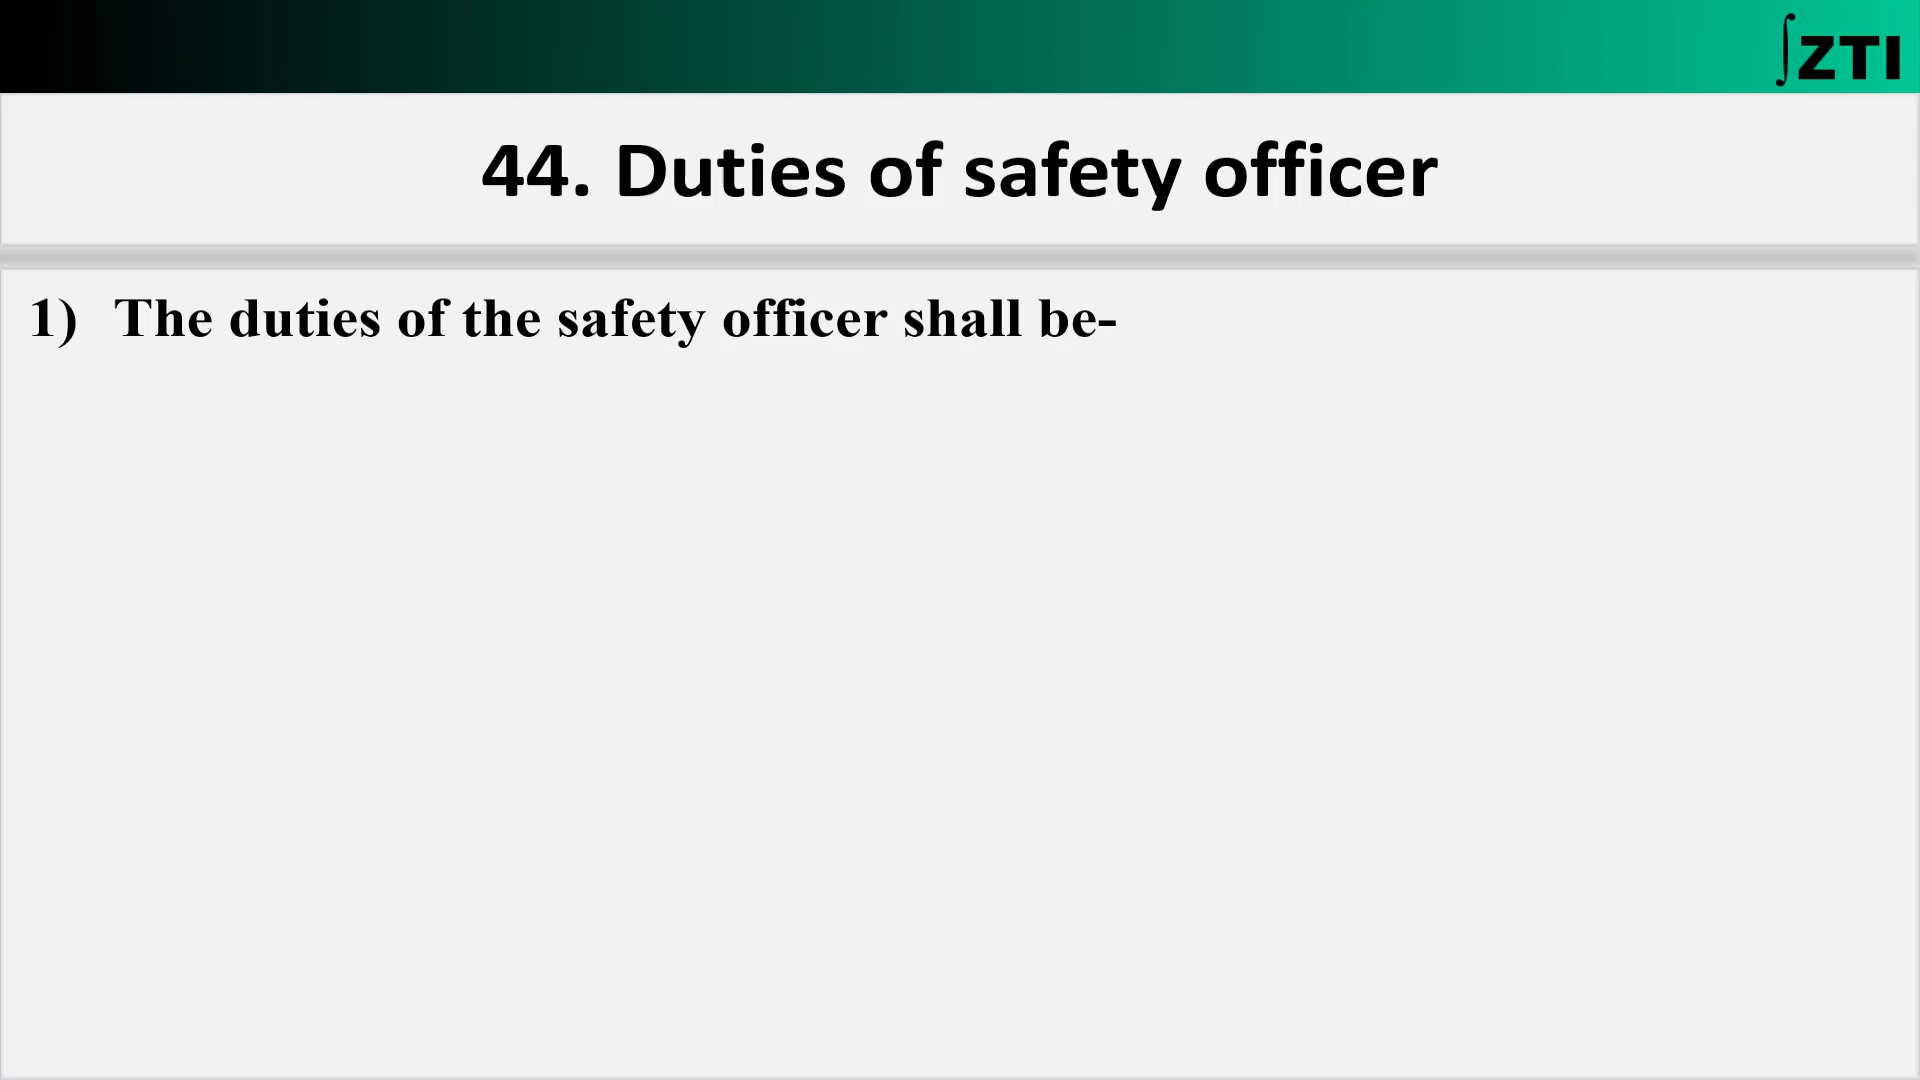 ∫ZTI
44. Duties of safety officer
1) The duties of the safety officer shall be-